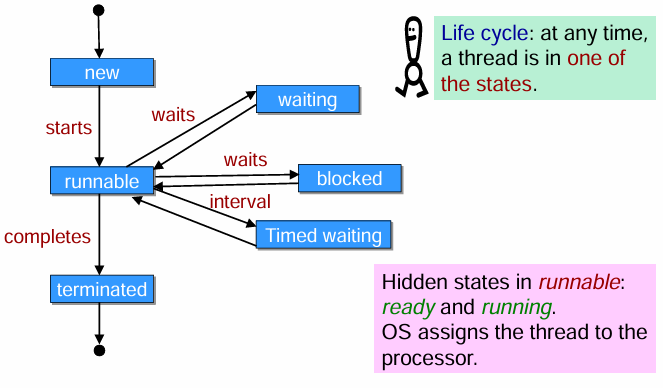 Life cycle: at any time,
a thread is in one of
the states.
new
starts
waits
waiting
runnable
waits
blocked
interval
Timed waiting
completes
terminated
Hidden states in runnable:
ready and running.
OS assigns the thread to the
processor.